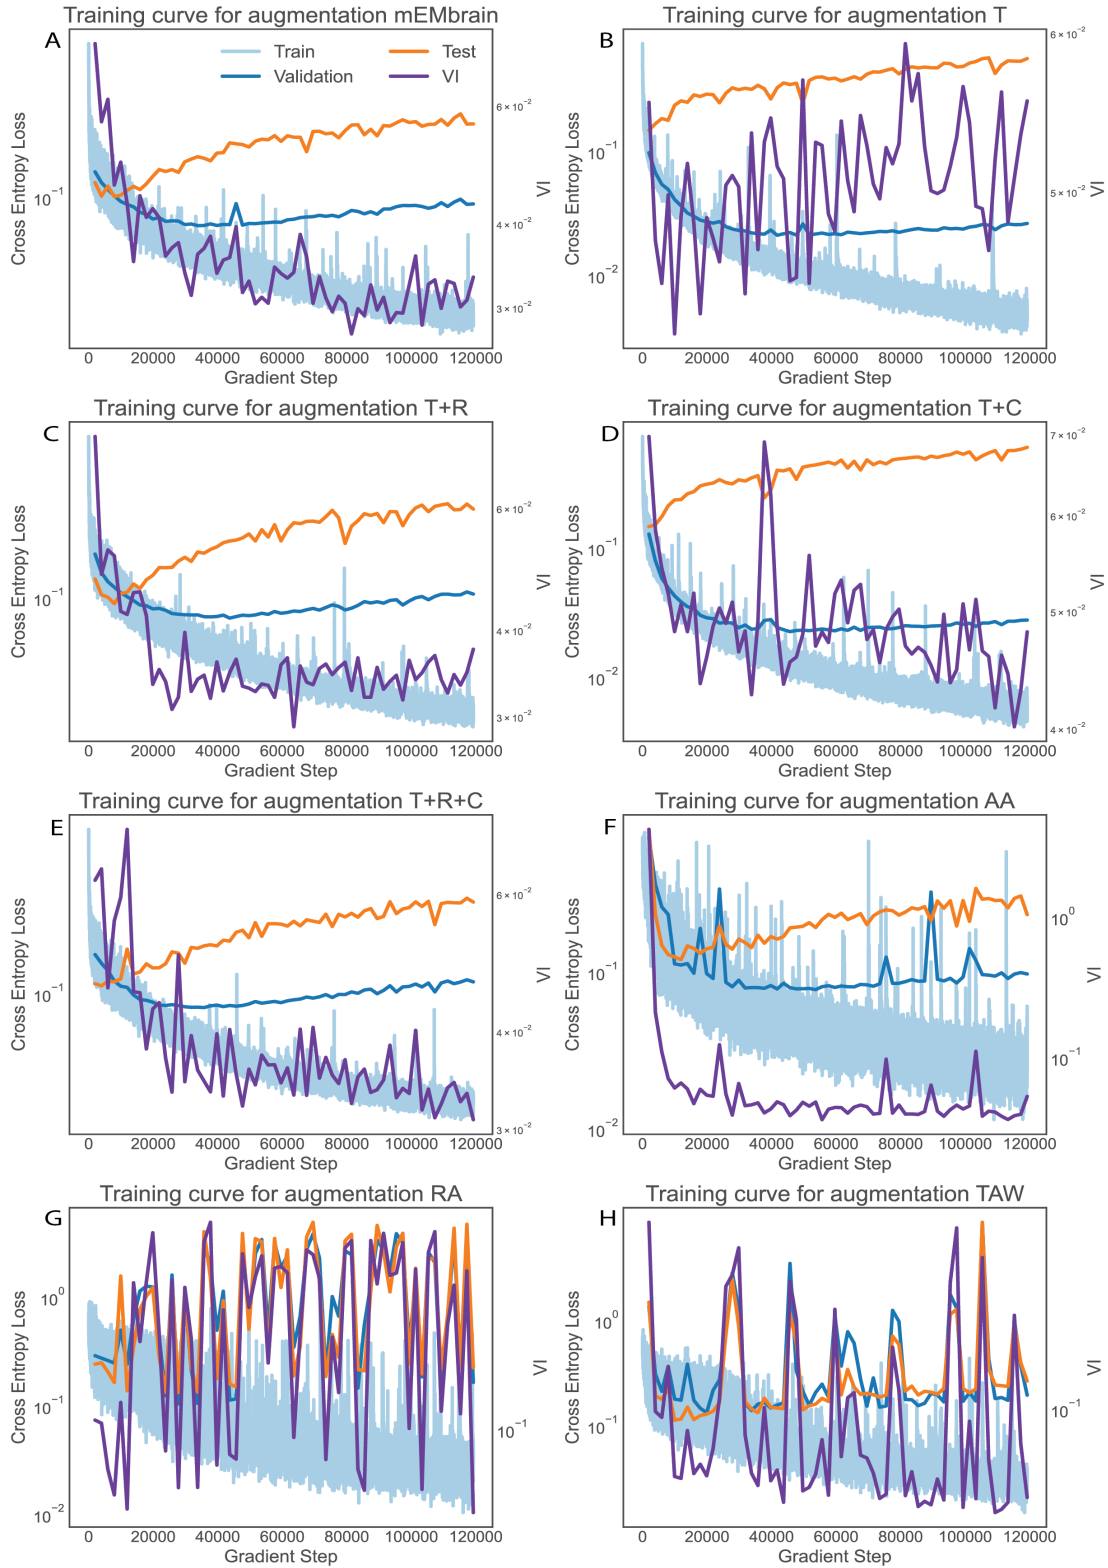 Training curve for augmentation mEMbrain
A
Train
Validation
Test
VI
Cross Entropy Loss
10⁻¹
6 × 10⁻²
4 × 10⁻²
3 × 10⁻²
VI
0 20000 40000 60000 80000 100000 120000
Gradient Step
Training curve for augmentation T
B
Cross Entropy Loss
10⁻¹
10⁻²
6 × 10⁻²
5 × 10⁻²
VI
0 20000 40000 60000 80000 100000 120000
Gradient Step
Training curve for augmentation T+R
C
Cross Entropy Loss
10⁻¹
6 × 10⁻²
4 × 10⁻²
3 × 10⁻²
VI
0 20000 40000 60000 80000 100000 120000
Gradient Step
Training curve for augmentation T+C
D
Cross Entropy Loss
10⁻¹
10⁻²
7 × 10⁻²
6 × 10⁻²
5 × 10⁻²
4 × 10⁻²
VI
0 20000 40000 60000 80000 100000 120000
Gradient Step
Training curve for augmentation T+R+C
E
Cross Entropy Loss
10⁻¹
6 × 10⁻²
4 × 10⁻²
3 × 10⁻²
VI
0 20000 40000 60000 80000 100000 120000
Gradient Step
Training curve for augmentation AA
F
Cross Entropy Loss
10⁻¹
10⁻²
10⁰
10⁻¹
VI
0 20000 40000 60000 80000 100000 120000
Gradient Step
Training curve for augmentation RA
G
Cross Entropy Loss
10⁰
10⁻¹
10⁻²
10⁻¹
VI
0 20000 40000 60000 80000 100000 120000
Gradient Step
Training curve for augmentation TAW
H
Cross Entropy Loss
10⁰
10⁻¹
10⁻¹
VI
0 20000 40000 60000 80000 100000 120000
Gradient Step